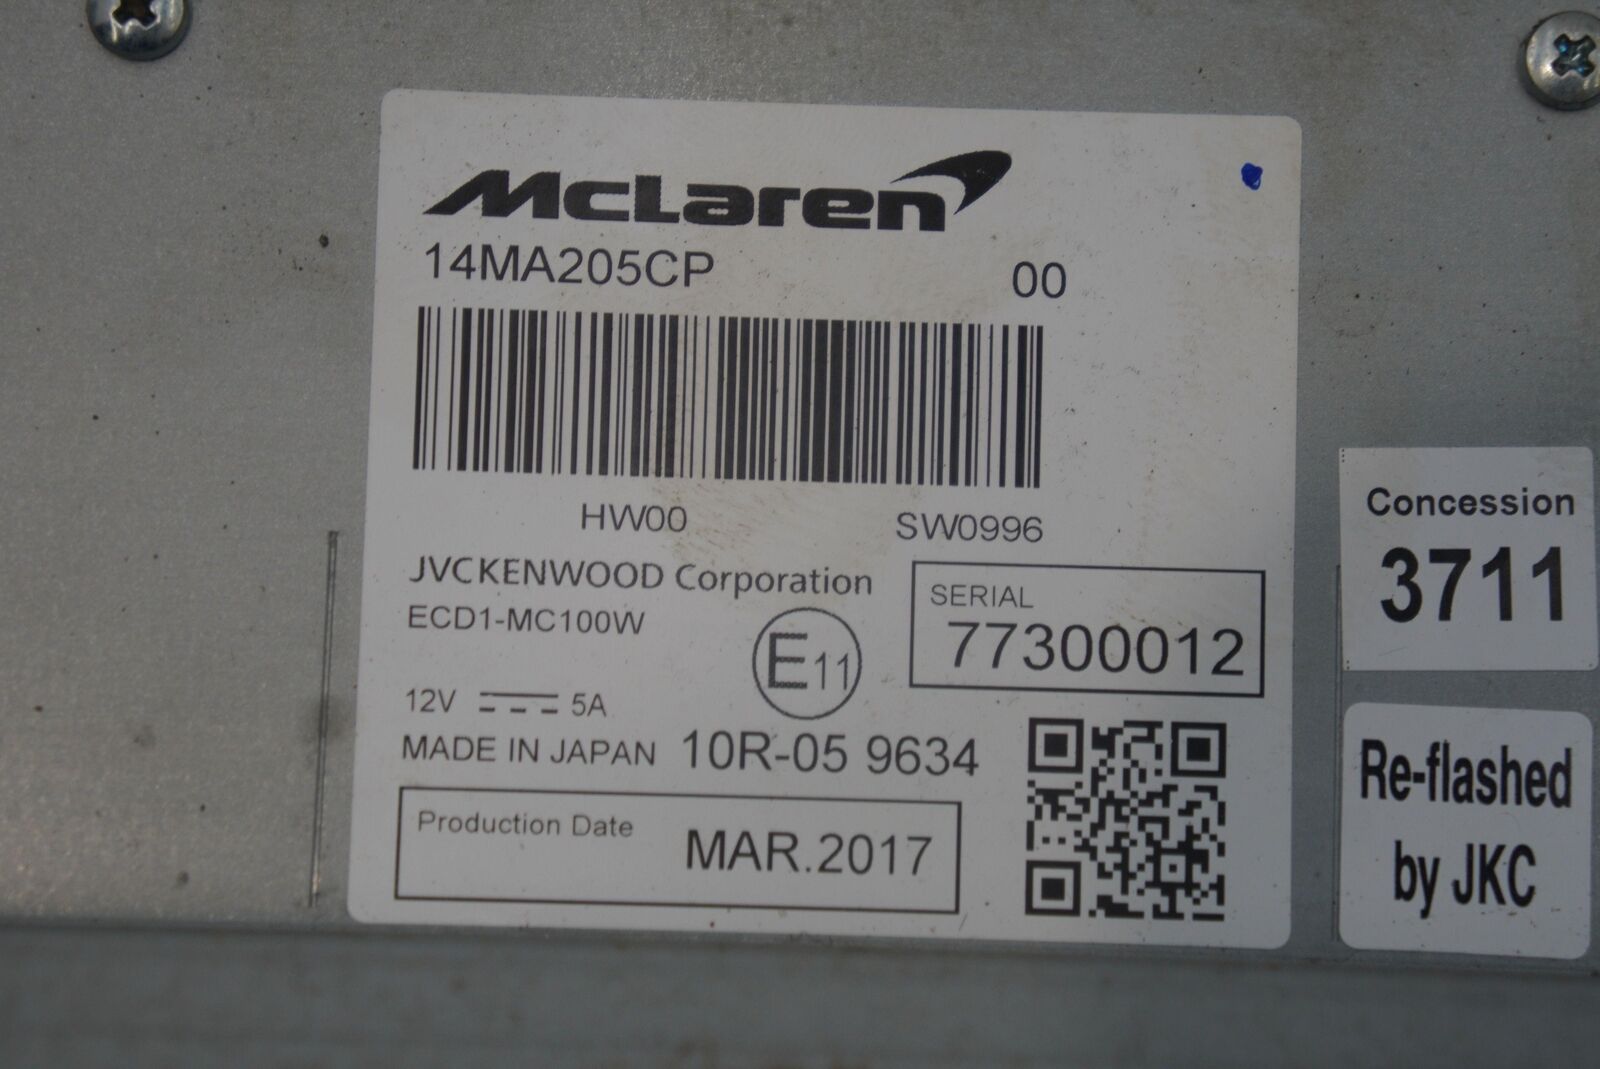 McLaren
14MA205CP 00
HW00 SW0996
JVCKENWOOD Corporation
ECD1-MC100W
E11
SERIAL
77300012
12V 5A
MADE IN JAPAN 10R-05 9634
Production Date MAR.2017
Concession
3711
Re-flashed
by JKC